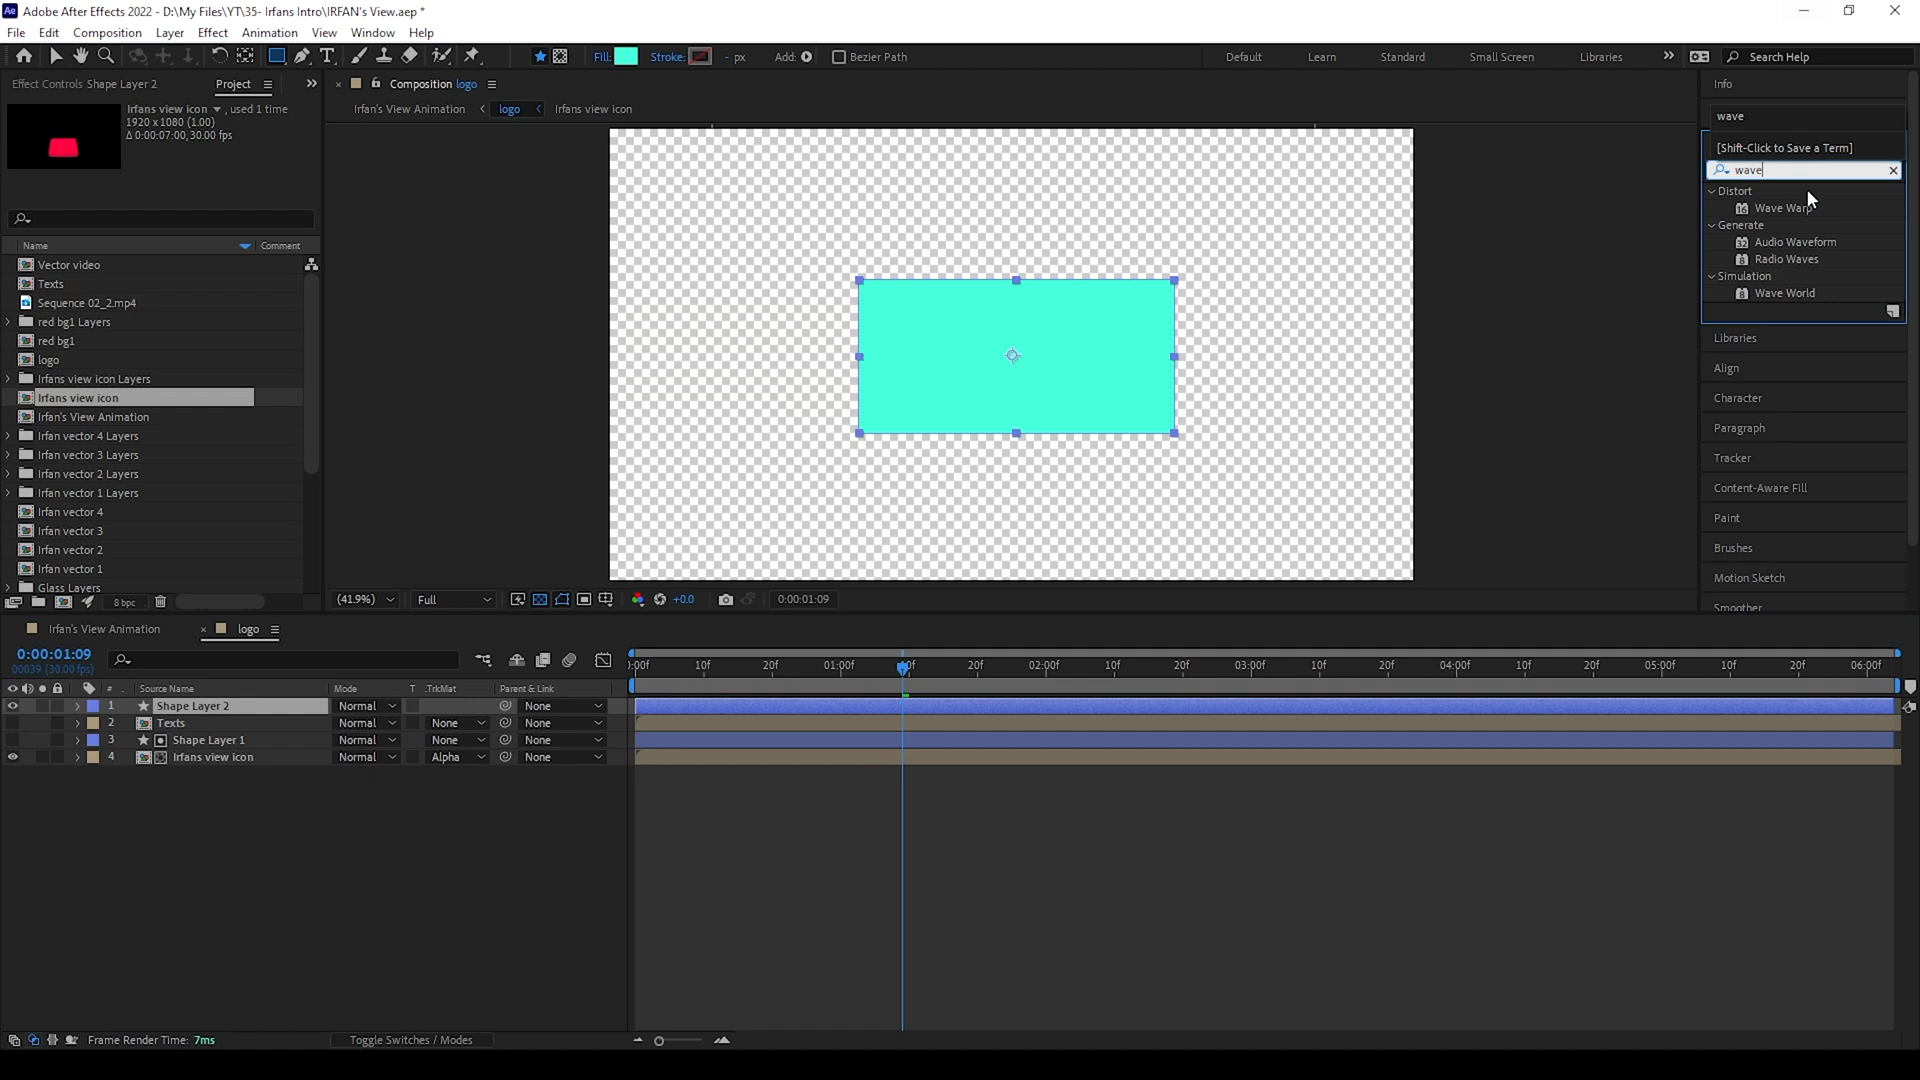 Adobe After Effects 2022 - D:\My Files\YT\35- Irfans Intro\IRFAN's View.aep *
File Edit Composition Layer Effect Animation View Window Help
Fill: Stroke: - px Add: Bezier Path Default Learn Standard Small Screen Libraries Search Help
Effect Controls Shape Layer 2 Project
Irfans view icon , used 1 time
1920 x 1080 (1.00)
Δ 0:00:07:00, 30.00 fps
Name Comment
Vector video
Texts
Sequence 02_2.mp4
red bg1 Layers
red bg1
logo
Irfans view icon Layers
Irfans view icon
Irfan's View Animation
Irfan vector 4 Layers
Irfan vector 3 Layers
Irfan vector 2 Layers
Irfan vector 1 Layers
Irfan vector 4
Irfan vector 3
Irfan vector 2
Irfan vector 1
Glass Layers
8 bpc
Composition logo
Irfan's View Animation logo Irfans view icon
(41.9%) Full +0.0 0:00:01:09
Info
wave
[Shift-Click to Save a Term]
wave
Distort
Wave Warp
Generate
Audio Waveform
Radio Waves
Simulation
Wave World
Libraries
Align
Character
Paragraph
Tracker
Content-Aware Fill
Paint
Brushes
Motion Sketch
Smoother
Irfan's View Animation logo
0:00:01:09
00039 (30.00 fps)
:00f 10f 20f 01:00f 10f 20f 02:00f 10f 20f 03:00f 10f 20f 04:00f 10f 20f 05:00f 10f 20f 06:00f
# Source Name Mode T .TrkMat Parent & Link
1 Shape Layer 2 Normal None
2 Texts Normal None None
3 Shape Layer 1 Normal None None
4 Irfans view icon Normal Alpha None
Frame Render Time: 7ms Toggle Switches / Modes